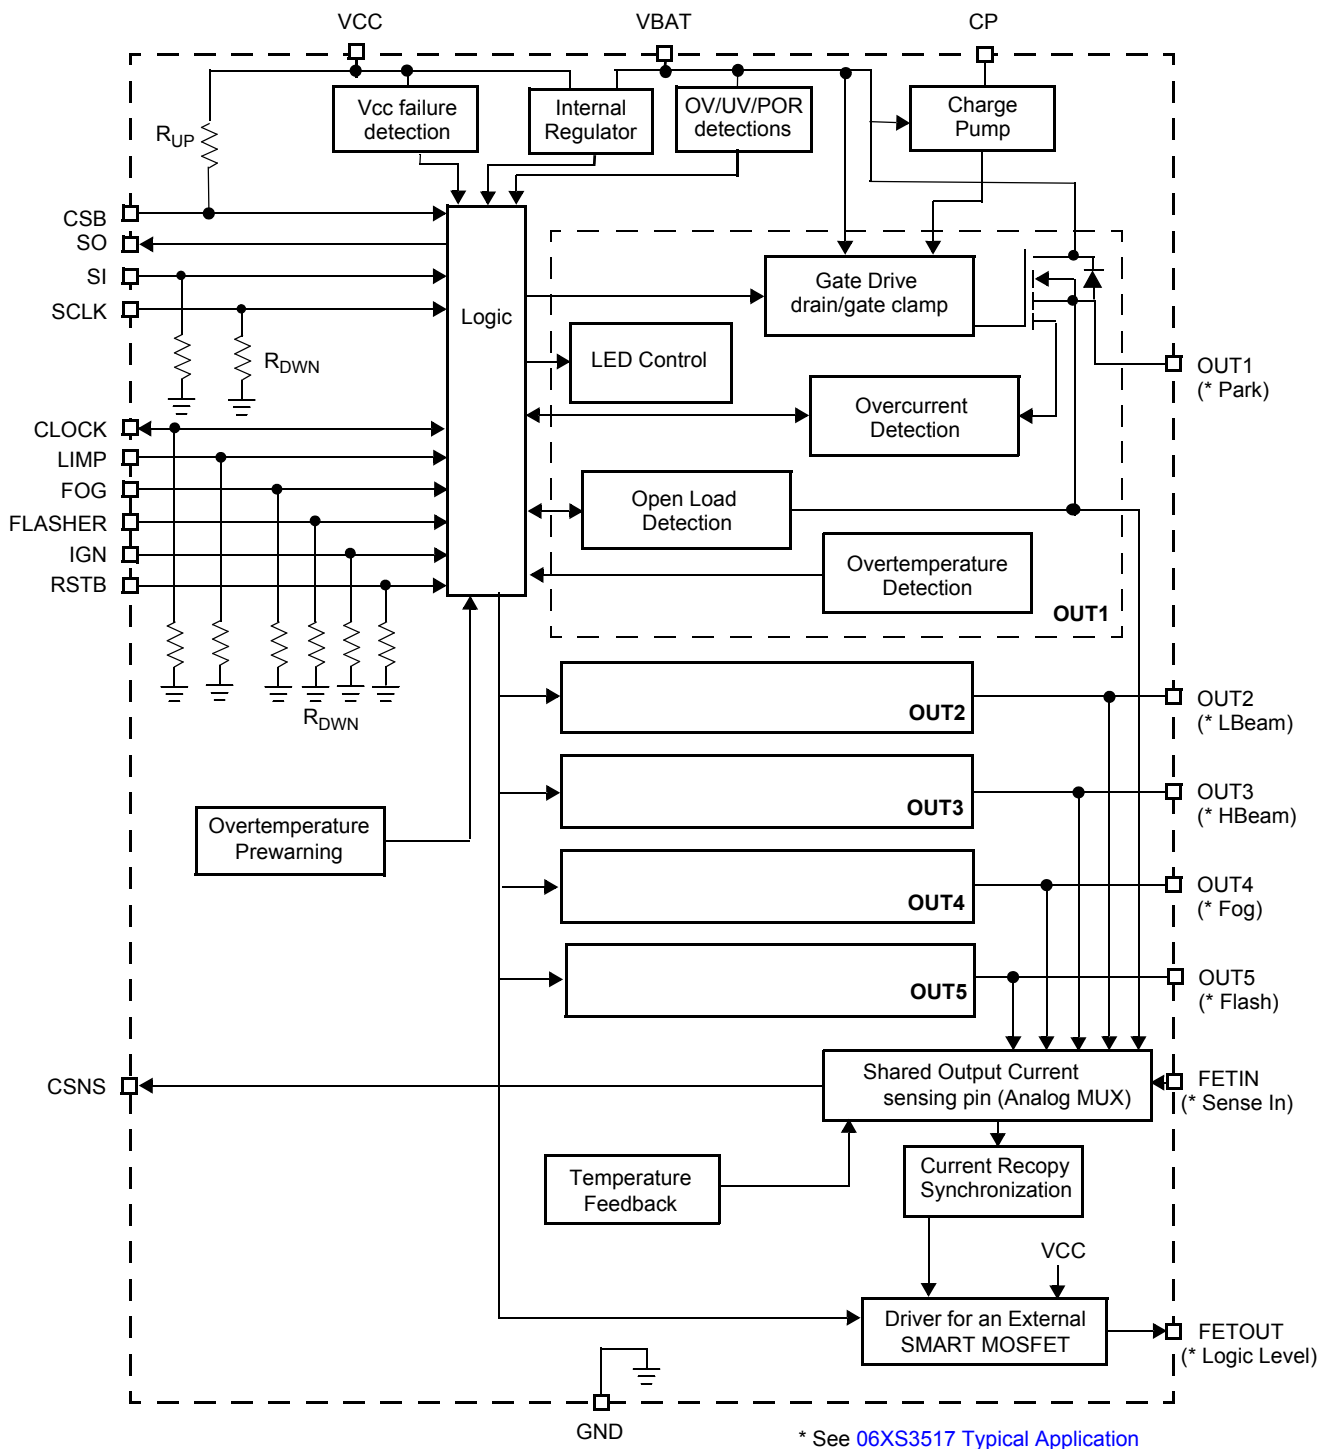 VCC
VBAT
CP
Vcc failure
detection
Internal
Regulator
OV/UV/POR
detections
Charge
Pump
RUP
CSB
SO
SI
SCLK
RDWN
CLOCK
LIMP
FOG
FLASHER
IGN
RSTB
RDWN
Logic
Gate Drive
drain/gate clamp
LED Control
Overcurrent
Detection
Open Load
Detection
Overtemperature
Detection
OUT1
OUT1
(* Park)
OUT2
OUT2
(* LBeam)
OUT3
OUT3
(* HBeam)
Overtemperature
Prewarning
OUT4
OUT4
(* Fog)
OUT5
OUT5
(* Flash)
CSNS
Shared Output Current
sensing pin (Analog MUX)
FETIN
(* Sense In)
Temperature
Feedback
Current Recopy
Synchronization
VCC
Driver for an External
SMART MOSFET
FETOUT
(* Logic Level)
GND
* See 06XS3517 Typical Application